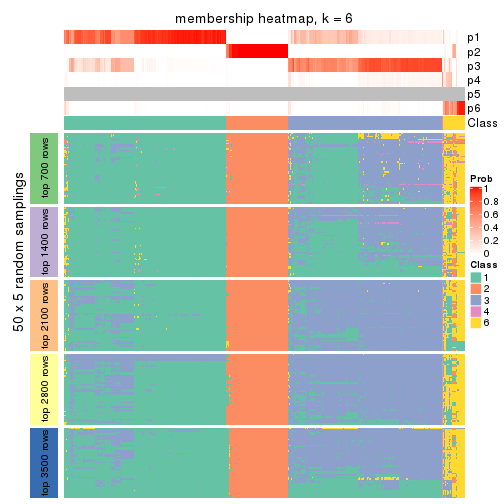 membership heatmap, k = 6
p1
p2
p3
p4
p5
p6
Class
50 x 5 random samplings
top 700 rows
top 1400 rows
top 2100 rows
top 2800 rows
top 3500 rows
Prob
1
0.8
0.6
0.4
0.2
0
Class
1
2
3
4
6